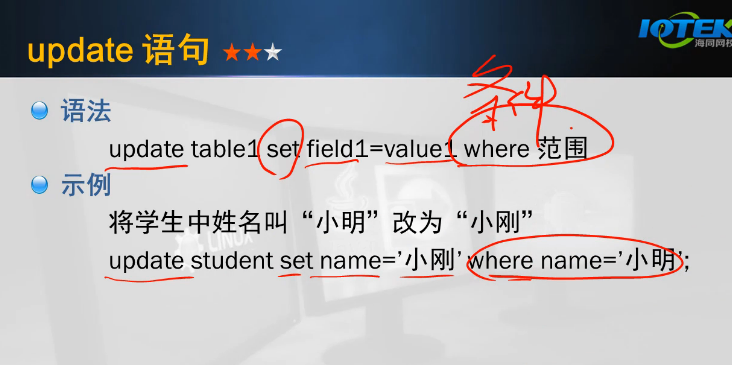 update 语句
IOTEK
海同网校
条件
语法
update table1 set field1=value1 where 范围
示例
将学生中姓名叫“小明”改为“小刚”
LINUX
update student set name=’小刚’ where name=’小明’;